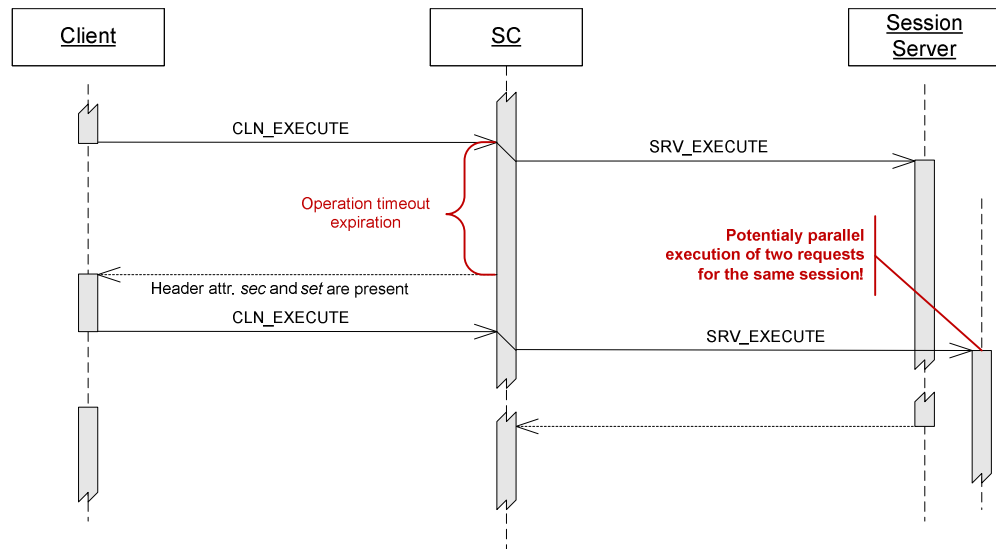 Client
SC
Session
Server
CLN_EXECUTE
SRV_EXECUTE
Operation timeout
expiration
Potentialy parallel
execution of two requests
for the same session!
Header attr. sec and set are present
CLN_EXECUTE
SRV_EXECUTE